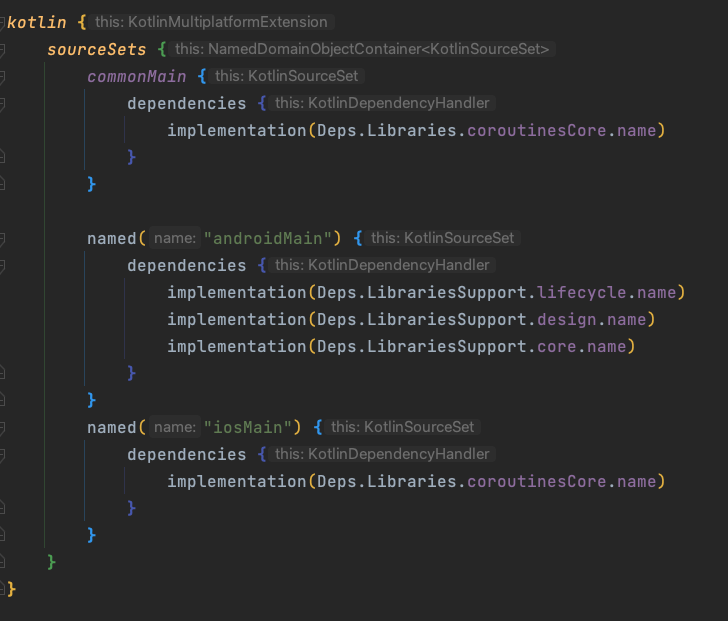 kotlin { this: KotlinMultiplatformExtension
sourceSets { this: NamedDomainObjectContainer<KotlinSourceSet>
commonMain { this: KotlinSourceSet
dependencies { this: KotlinDependencyHandler
implementation(Deps.Libraries.coroutinesCore.name)
}
}
named( name: "androidMain") { this: KotlinSourceSet
dependencies { this: KotlinDependencyHandler
implementation(Deps.LibrariesSupport.lifecycle.name)
implementation(Deps.LibrariesSupport.design.name)
implementation(Deps.LibrariesSupport.core.name)
}
}
named( name: "iosMain") { this: KotlinSourceSet
dependencies { this: KotlinDependencyHandler
implementation(Deps.Libraries.coroutinesCore.name)
}
}
}
}